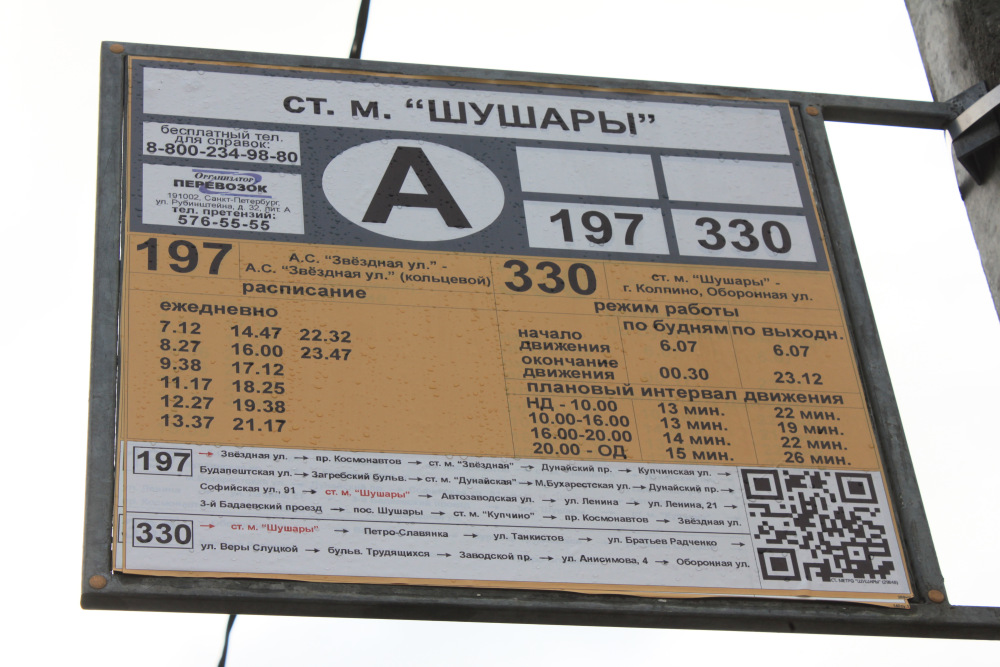 ст. м. “ШУШАРЫ”
бесплатный тел.
для справок:
8-800-234-98-80
Организатор
ПЕРЕВОЗОК
191002, Санкт-Петербург,
ул. Рубинштейна, д. 32, лит. А
тел. претензий:
576-55-55
А
197 330
197
А.С. “Звёздная ул.” -
А.С. “Звёздная ул.” (кольцевой)
расписание
ежедневно
7.12 14.47 22.32
8.27 16.00 23.47
9.38 17.12
11.17 18.25
12.27 19.38
13.37 21.17
330
ст. м. “Шушары” -
г. Колпино, Оборонная ул.
режим работы
по будням по выходн.
начало
движения 6.07 6.07
окончание
движения 00.30 23.12
плановый интервал движения
НД - 10.00 13 мин. 22 мин.
10.00-16.00 13 мин. 19 мин.
16.00-20.00 14 мин. 22 мин.
20.00 - ОД 15 мин. 26 мин.
197 → Звёздная ул. → пр. Космонавтов → ст. м. “Звёздная” → Дунайский пр. → Купчинская ул. →
Будапештская ул. → Загребский бульв. → ст. м. “Дунайская” → М.Бухарестская ул. → Дунайский пр. →
Софийская ул., 91 → ст. м. “Шушары” → Автозаводская ул. → ул. Ленина → ул. Ленина, 21 →
3-й Бадаевский проезд → пос. Шушары → ст. м. “Купчино” → пр. Космонавтов → Звёздная ул.
330 → ст. м. “Шушары” → Петро-Славянка → ул. Танкистов → ул. Братьев Радченко →
ул. Веры Слуцкой → бульв. Трудящихся → Заводской пр. → ул. Анисимова, 4 → Оборонная ул.